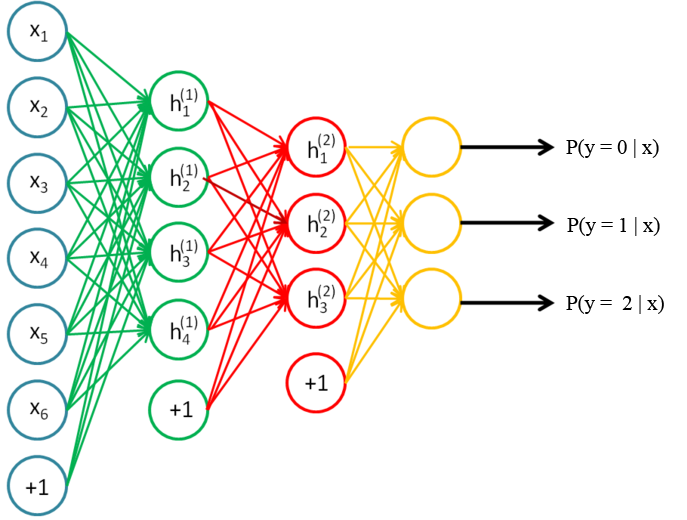 x₁
x₂
x₃
x₄
x₅
x₆
+1
h₁⁽¹⁾
h₂⁽¹⁾
h₃⁽¹⁾
h₄⁽¹⁾
+1
h₁⁽²⁾
h₂⁽²⁾
h₃⁽²⁾
+1
P(y = 0 | x)
P(y = 1 | x)
P(y = 2 | x)